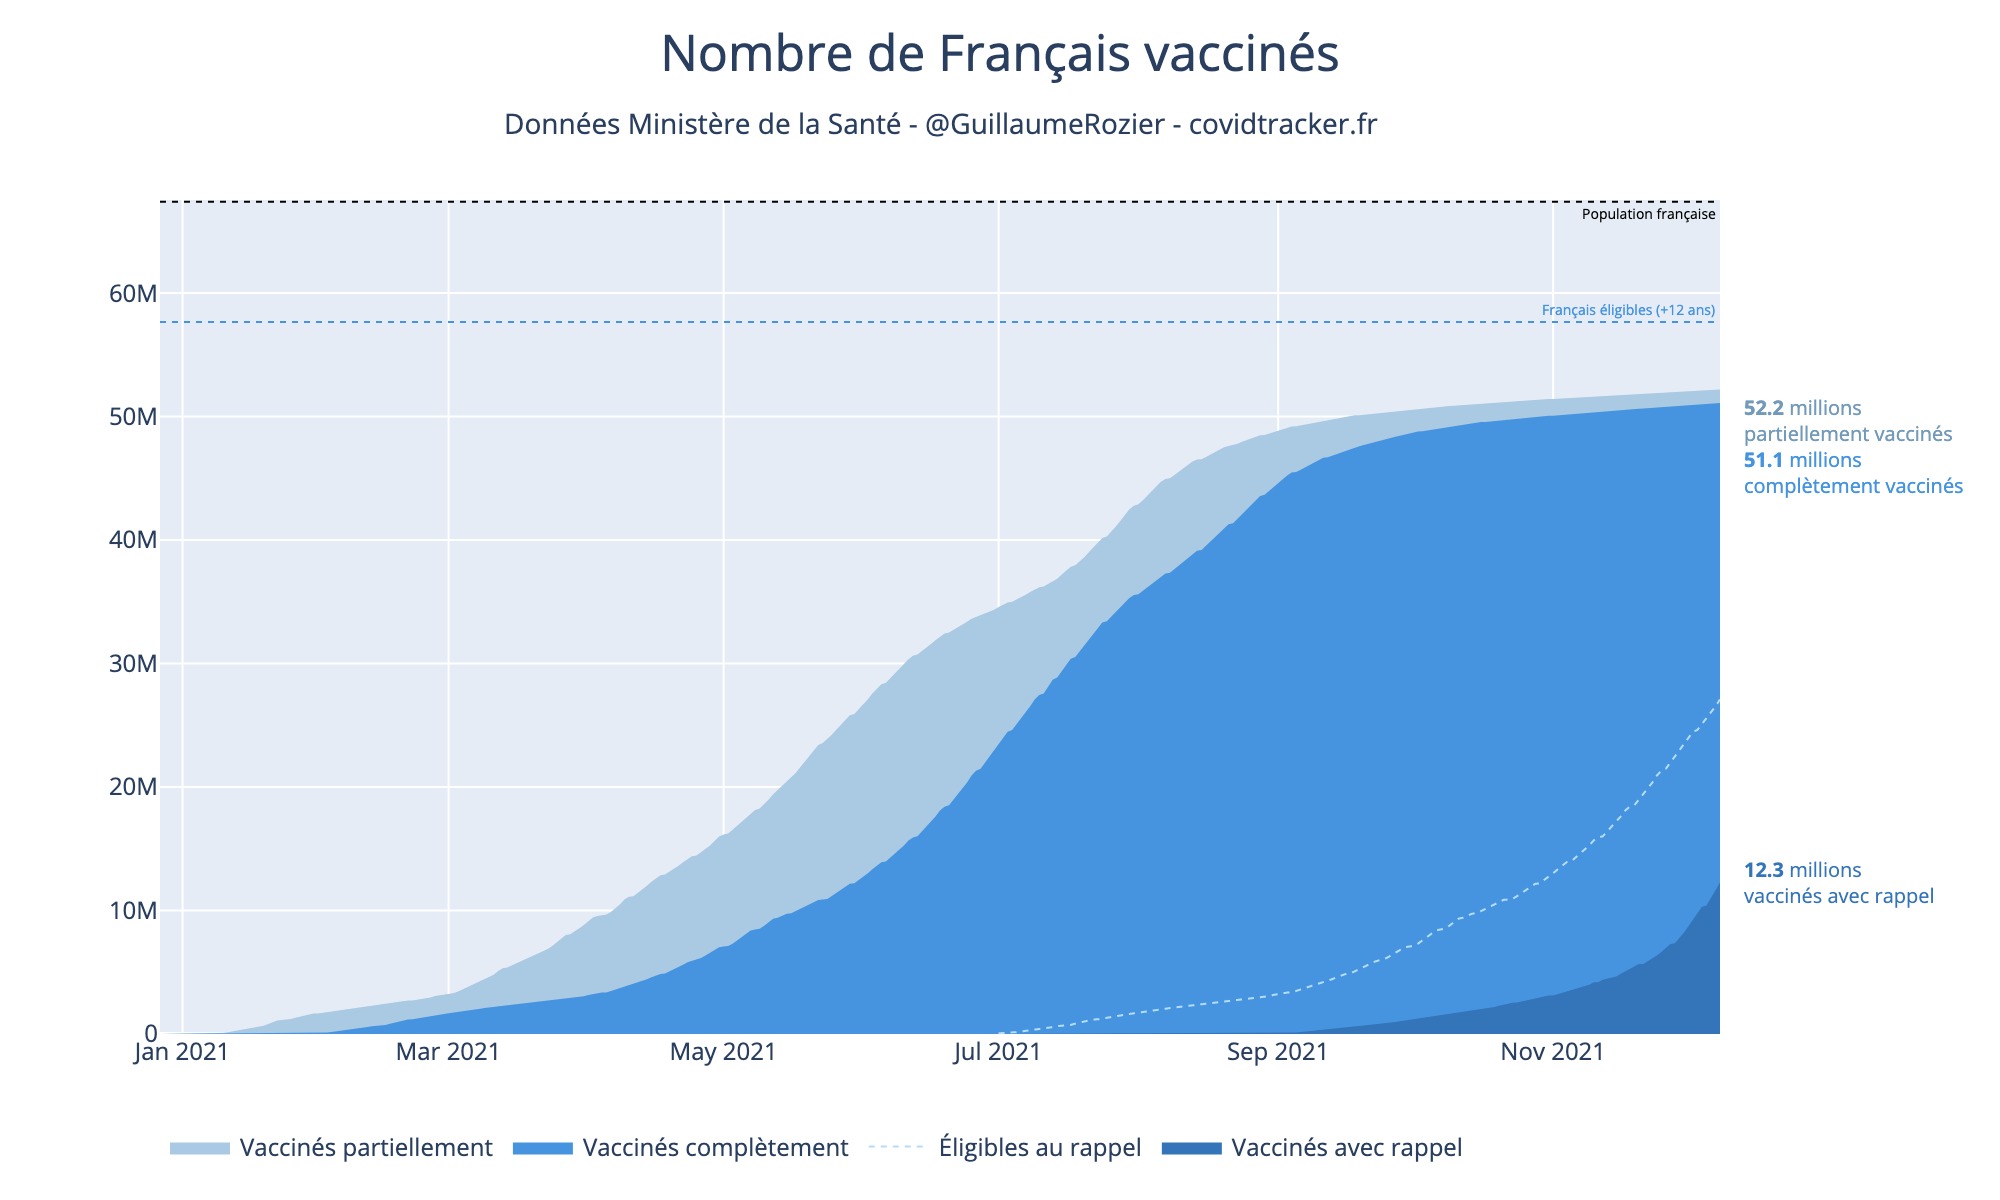 Nombre de Français vaccinés
Données Ministère de la Santé - @GuillaumeRozier - covidtracker.fr
Population française
60M
Français éligibles (+12 ans)
52.2 millions
partiellement vaccinés
50M
51.1 millions
complètement vaccinés
40M
30M
20M
12.3 millions
vaccinés avec rappel
10M
0
Jan 2021 Mar 2021 May 2021 Jul 2021 Sep 2021 Nov 2021
Vaccinés partiellement Vaccinés complètement Éligibles au rappel Vaccinés avec rappel